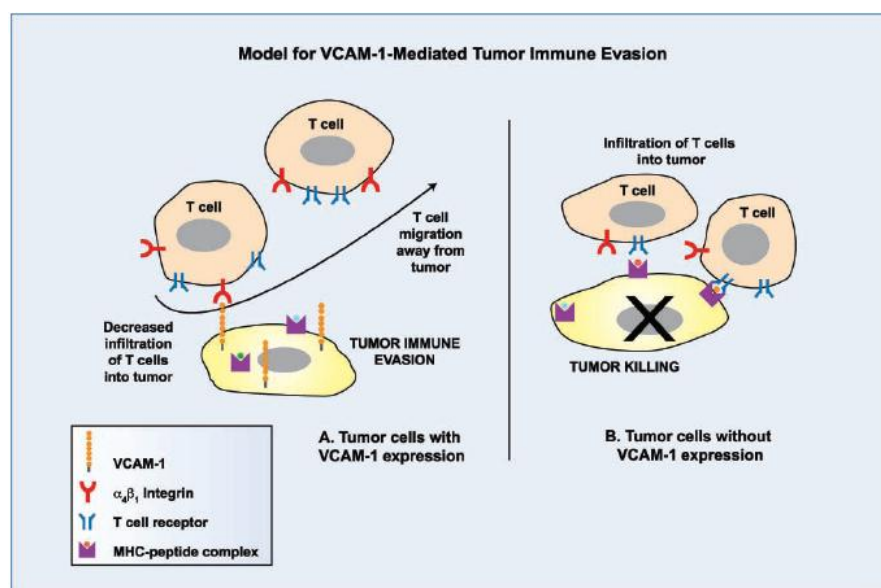 Model for VCAM-1-Mediated Tumor Immune Evasion
T cell
T cell
T cell
migration
away from
tumor
Decreased
infiltration
of T cells
into tumor
TUMOR IMMUNE
EVASION
A. Tumor cells with
VCAM-1 expression
Infiltration of T cells
into tumor
T cell
T cell
TUMOR KILLING
B. Tumor cells without
VCAM-1 expression
VCAM-1
α₄β₁ Integrin
T cell receptor
MHC-peptide complex